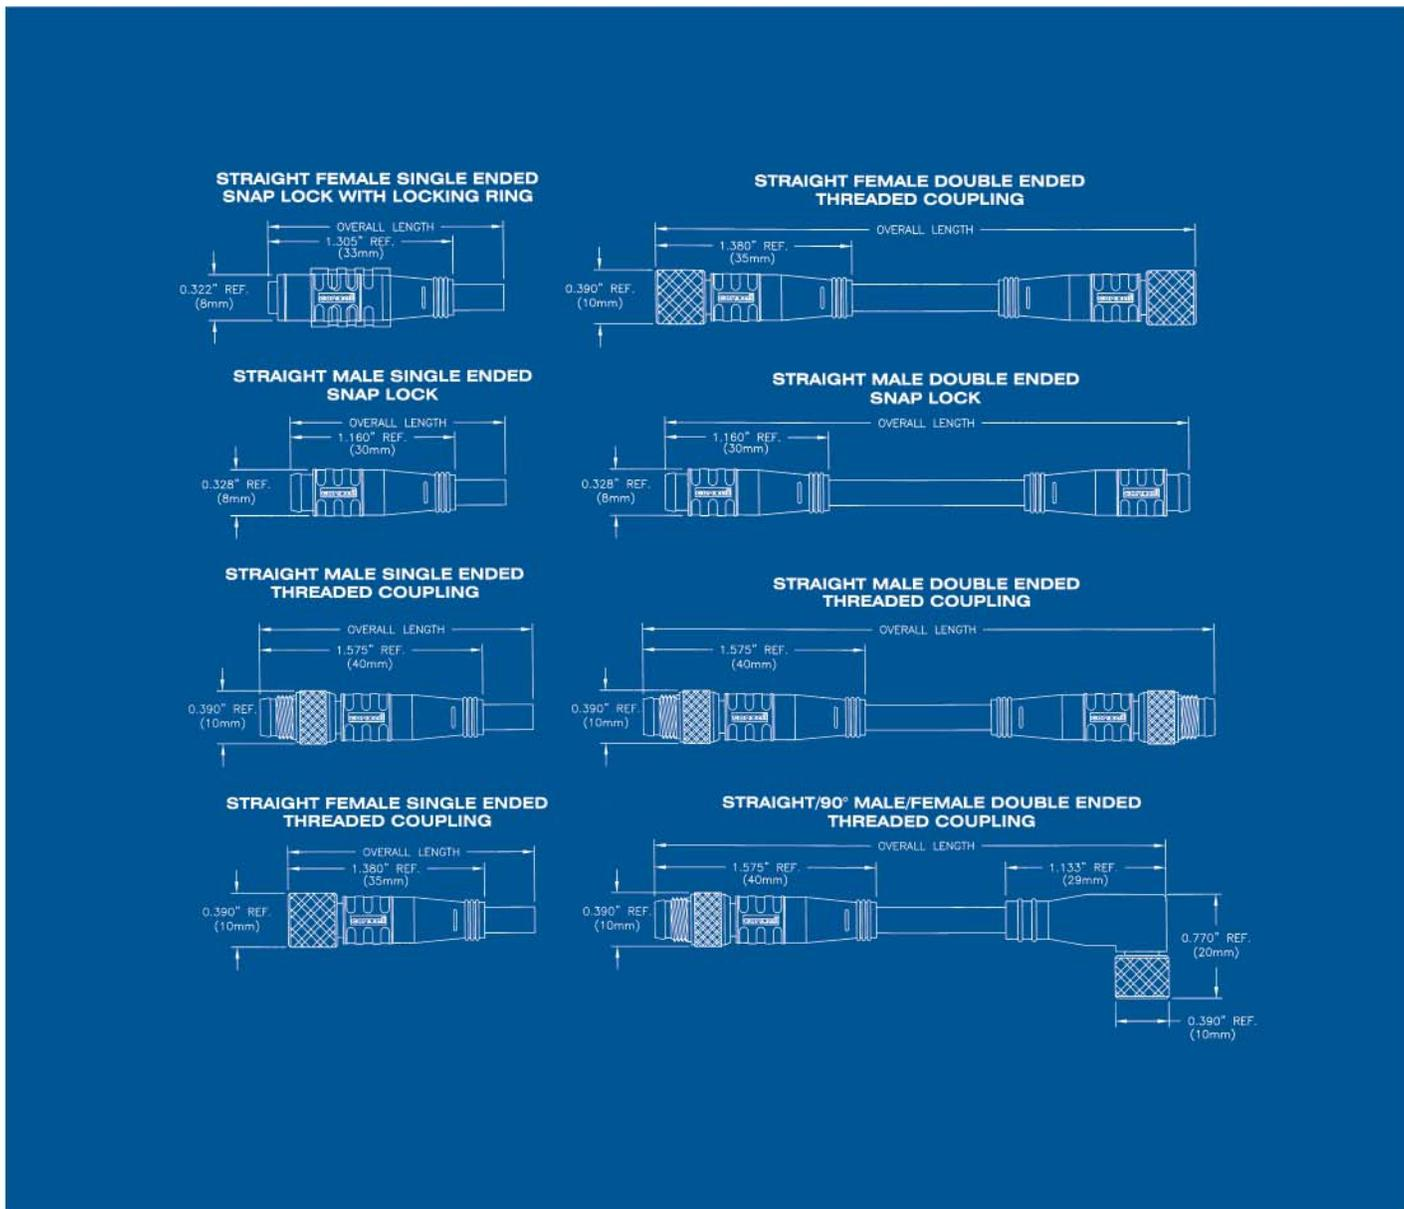 STRAIGHT FEMALE SINGLE ENDED
SNAP LOCK WITH LOCKING RING
OVERALL LENGTH
1.305" REF.
(33mm)
0.322" REF.
(8mm)
STRAIGHT FEMALE DOUBLE ENDED
THREADED COUPLING
OVERALL LENGTH
1.380" REF.
(35mm)
0.390" REF.
(10mm)
STRAIGHT MALE SINGLE ENDED
SNAP LOCK
OVERALL LENGTH
1.160" REF.
(30mm)
0.328" REF.
(8mm)
STRAIGHT MALE DOUBLE ENDED
SNAP LOCK
OVERALL LENGTH
1.160" REF.
(30mm)
0.328" REF.
(8mm)
STRAIGHT MALE SINGLE ENDED
THREADED COUPLING
OVERALL LENGTH
1.575" REF.
(40mm)
0.390" REF.
(10mm)
STRAIGHT MALE DOUBLE ENDED
THREADED COUPLING
OVERALL LENGTH
1.575" REF.
(40mm)
0.390" REF.
(10mm)
STRAIGHT FEMALE SINGLE ENDED
THREADED COUPLING
OVERALL LENGTH
1.380" REF.
(35mm)
0.390" REF.
(10mm)
STRAIGHT/90° MALE/FEMALE DOUBLE ENDED
THREADED COUPLING
OVERALL LENGTH
1.575" REF.
(40mm)
1.133" REF.
(29mm)
0.390" REF.
(10mm)
0.770" REF.
(20mm)
0.390" REF.
(10mm)